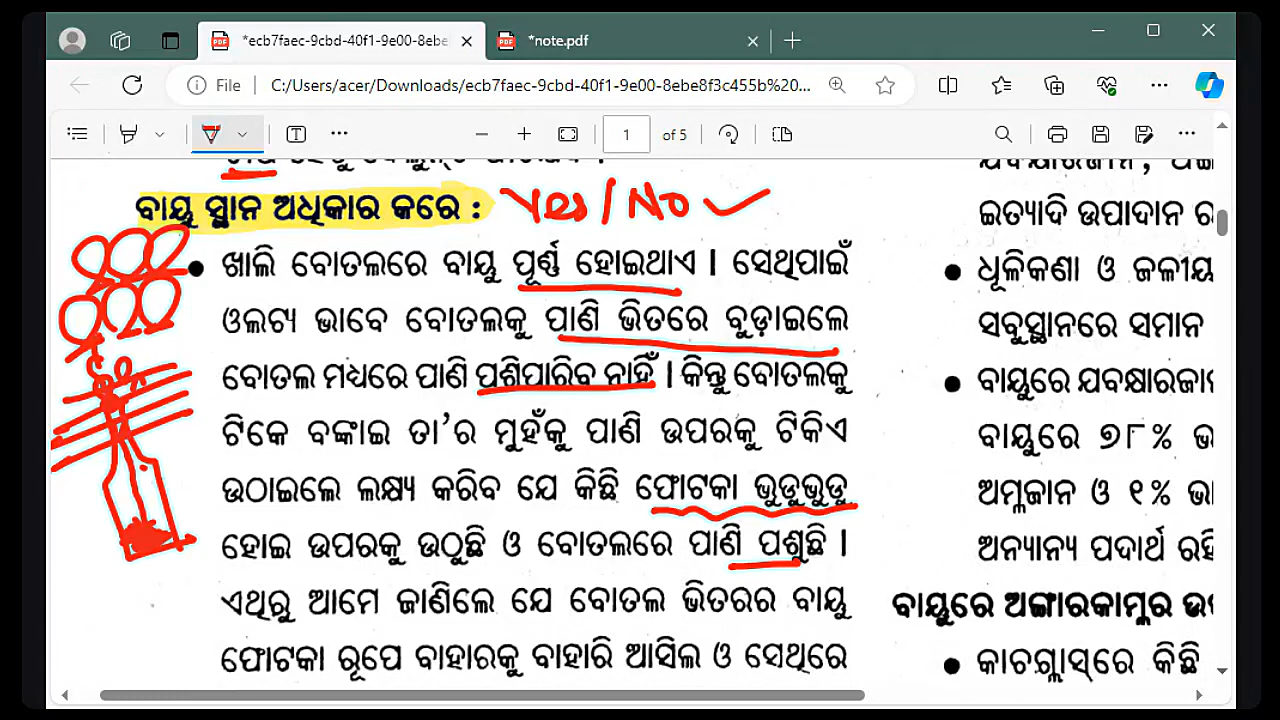 *ecb7faec-9cbd-40f1-9e00-8ebe
*note.pdf
File
C:/Users/acer/Downloads/ecb7faec-9cbd-40f1-9e00-8ebe8f3c455b%20...
1 of 5
ବାୟୁ ସ୍ଥାନ ଅଧିକାର କରେ : Yes / No
• ଖାଲି ବୋତଲରେ ବାୟୁ ପୂର୍ଣ୍ଣ ହୋଇଥାଏ । ସେଥିପାଇଁ
ଓଲଟ୍ୟ ଭାବେ ବୋତଲକୁ ପାଣି ଭିତରେ ବୁଡ଼ାଇଲେ
ବୋତଲ ମଧ୍ୟରେ ପାଣି ପଶିପାରିବ ନାହିଁ । କିନ୍ତୁ ବୋତଲକୁ
ଟିକେ ବଙ୍କାଇ ତା'ର ମୁହଁକୁ ପାଣି ଉପରକୁ ଟିକିଏ
ଉଠାଇଲେ ଲକ୍ଷ୍ୟ କରିବ ଯେ କିଛି ଫୋଟକା ଭୁଡୁଭୁଡୁ
ହୋଇ ଉପରକୁ ଉଠୁଛି ଓ ବୋତଲରେ ପାଣି ପଶୁଛି ।
ଏଥିରୁ ଆମେ ଜାଣିଲେ ଯେ ବୋତଲ ଭିତରର ବାୟୁ
ଫୋଟକା ରୂପେ ବାହାରକୁ ବାହାରି ଆସିଲ ଓ ସେଥିରେ
ଇତ୍ୟାଦି ଉପାଦାନ ର
• ଧୂଳିକଣା ଓ ଜଳୀୟ
ସବୁସ୍ଥାନରେ ସମାନ
• ବାୟୁରେ ଯବକ୍ଷାରଜା
ବାୟୁରେ ୭୮% ଭା
ଅମ୍ଳଜାନ ଓ ୧% ଭା
ଅନ୍ୟାନ୍ୟ ପଦାର୍ଥ ରହି
ବାୟୁରେ ଅଙ୍ଗାରକାମ୍ଳର ଉ
• କାଚଗ୍ଲାସ୍‌ରେ କିଛି